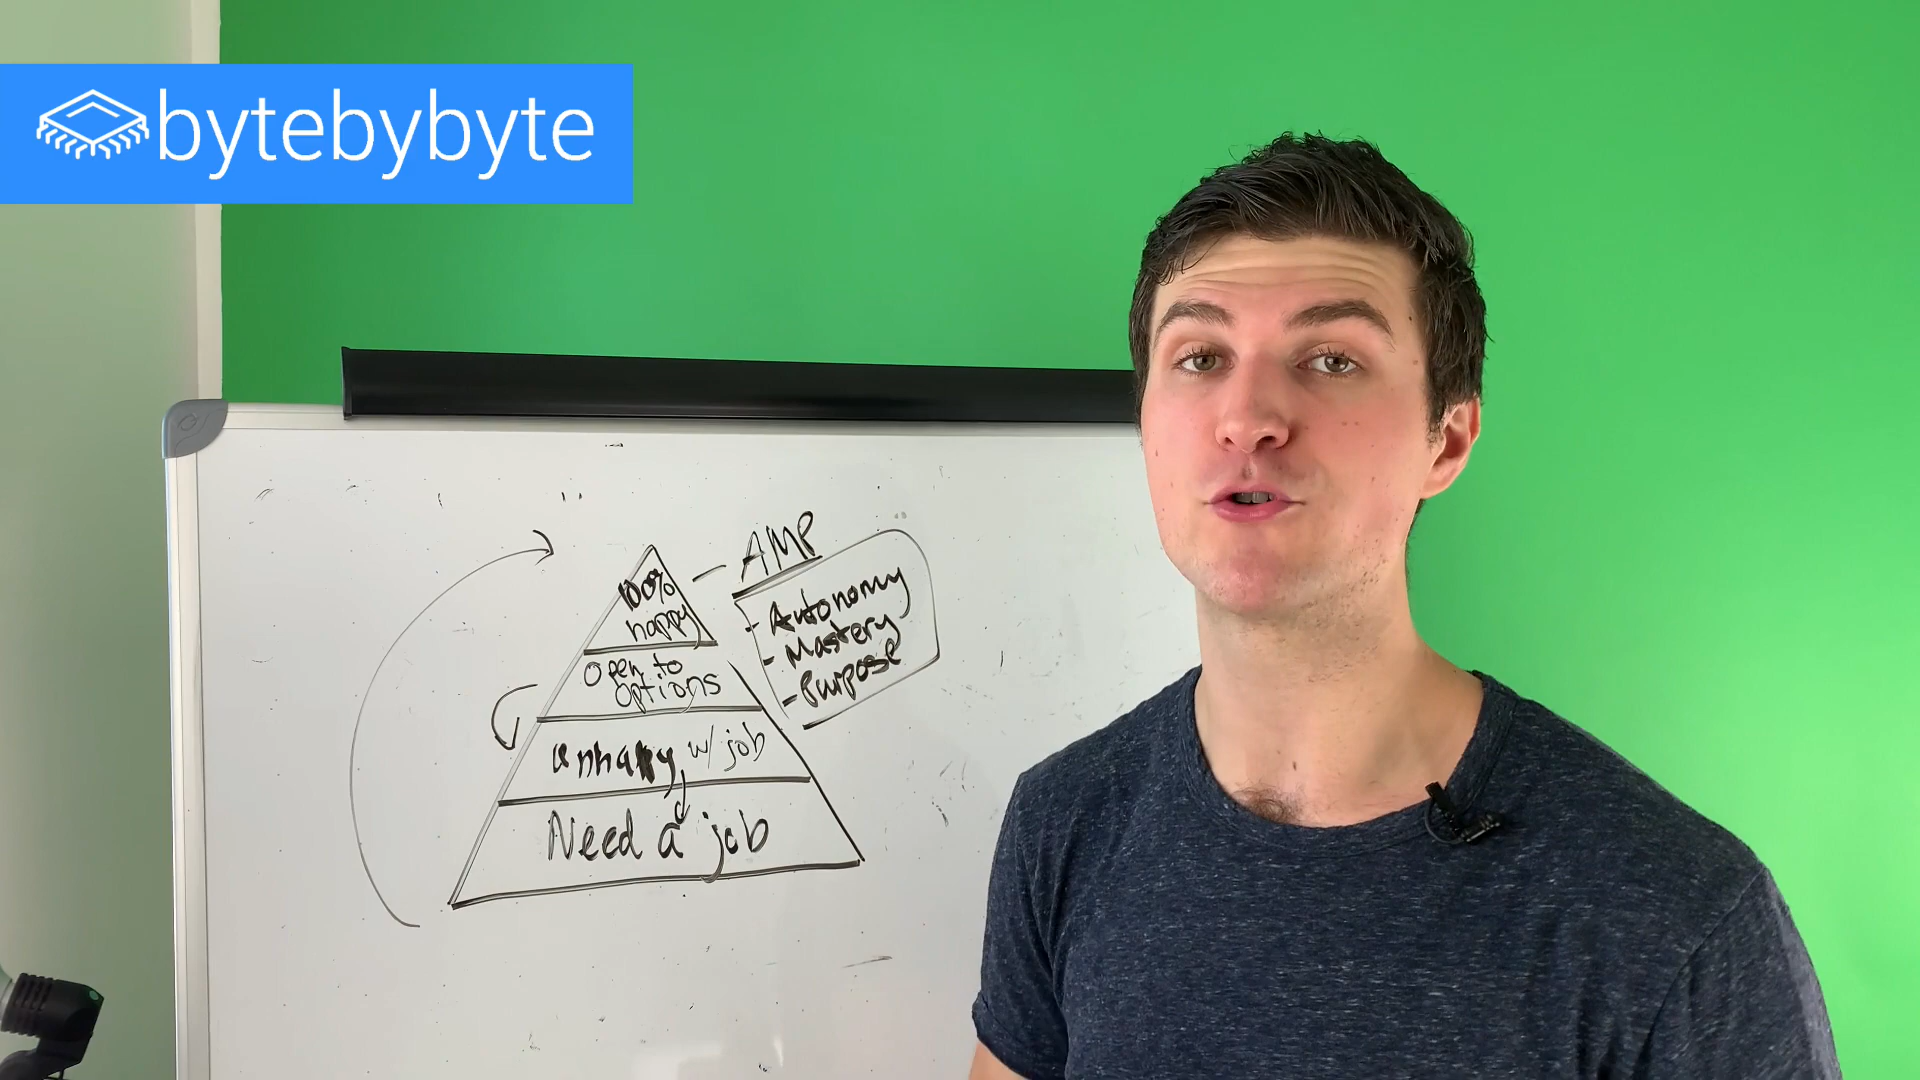 bytebybyte
AMP
100%
happy
- Autonomy
- Mastery
- Purpose
Open to
options
unhappy w/ job
Need a job